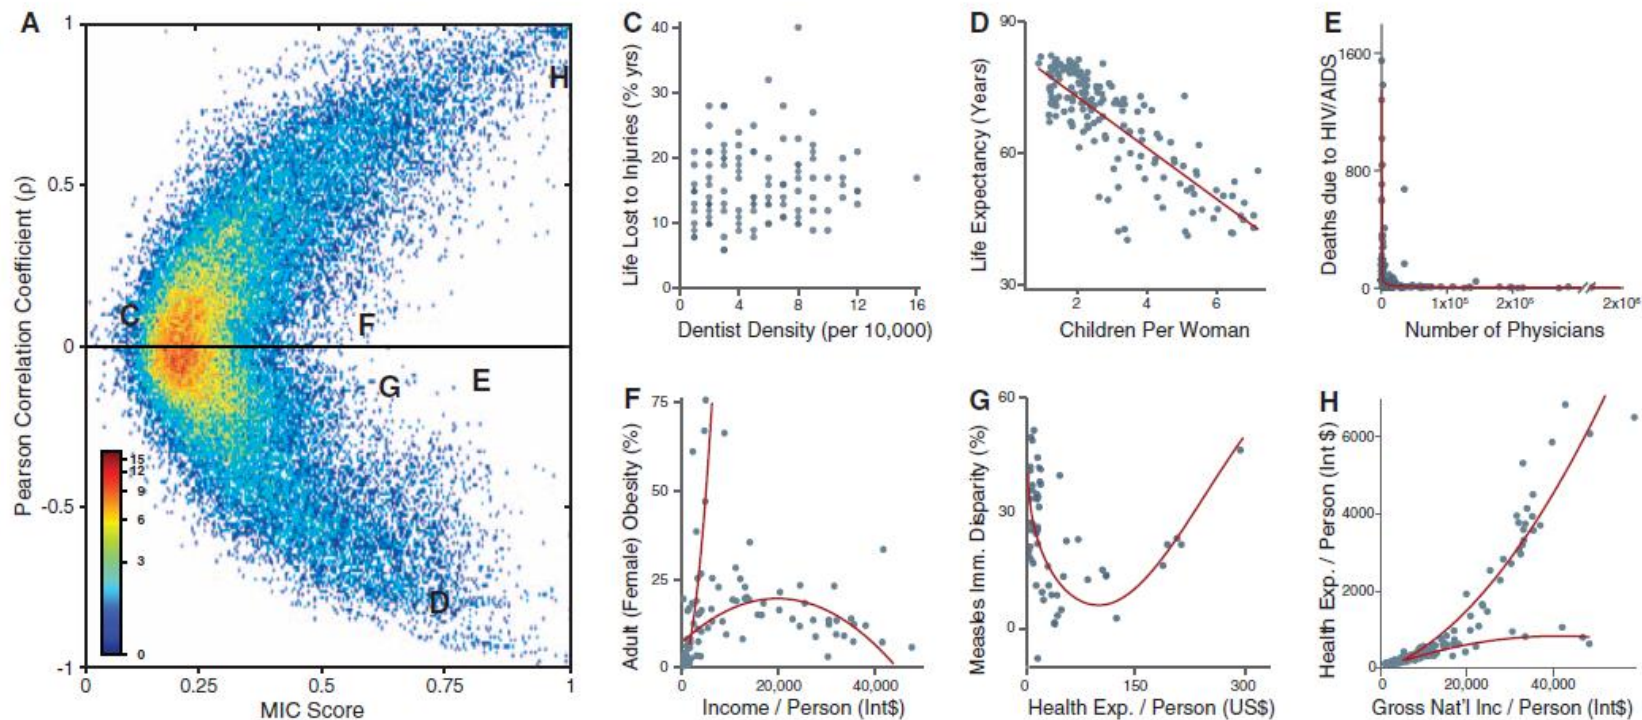 A
Pearson Correlation Coefficient (ρ)
1
0.5
0
-0.5
-1
0 0.25 0.5 0.75 1
MIC Score
C
D
E
F
G
H
15
12
9
6
3
0
C
Life Lost to Injuries (% yrs)
40
30
20
10
0
0 4 8 12 16
Dentist Density (per 10,000)
D
Life Expectancy (Years)
90
60
30
2 4 6
Children Per Woman
E
Deaths due to HIV/AIDS
1600
800
0
0 1x10⁵ 2x10⁵ 2x10⁶
Number of Physicians
F
Adult (Female) Obesity (%)
75
50
25
0
0 20,000 40,000
Income / Person (Int$)
G
Measles Imm. Disparity (%)
60
30
0
0 150 300
Health Exp. / Person (US$)
H
Health Exp. / Person (Int $)
6000
4000
2000
0
0 20,000 40,000
Gross Nat'l Inc / Person (Int$)